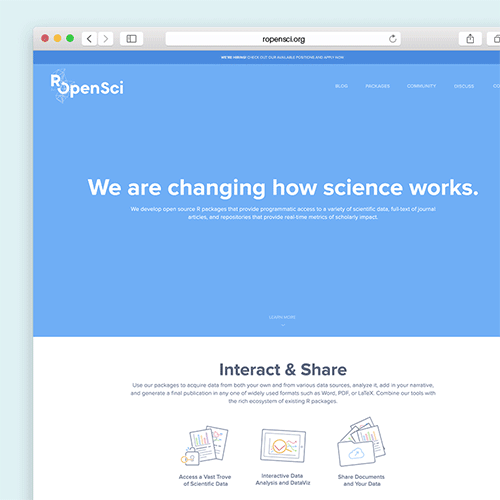 ropensci.org
WE'RE HIRING! CHECK OUT OUR AVAILABLE POSITIONS AND APPLY NOW
ROpenSci
BLOG PACKAGES COMMUNITY DISCUSS CO
We are changing how science works.
We develop open source R packages that provide programmatic access to a variety of scientific data, full-text of journal
articles, and repositories that provide real-time metrics of scholarly impact.
LEARN MORE
Interact & Share
Use our packages to acquire data from both your own and from various data sources, analyze it, add in your narrative,
and generate a final publication in any one of widely used formats such as Word, PDF, or LaTeX. Combine our tools with
the rich ecosystem of existing R packages.
Access a Vast Trove
of Scientific Data
Interactive Data
Analysis and DataViz
Share Documents
and Your Data